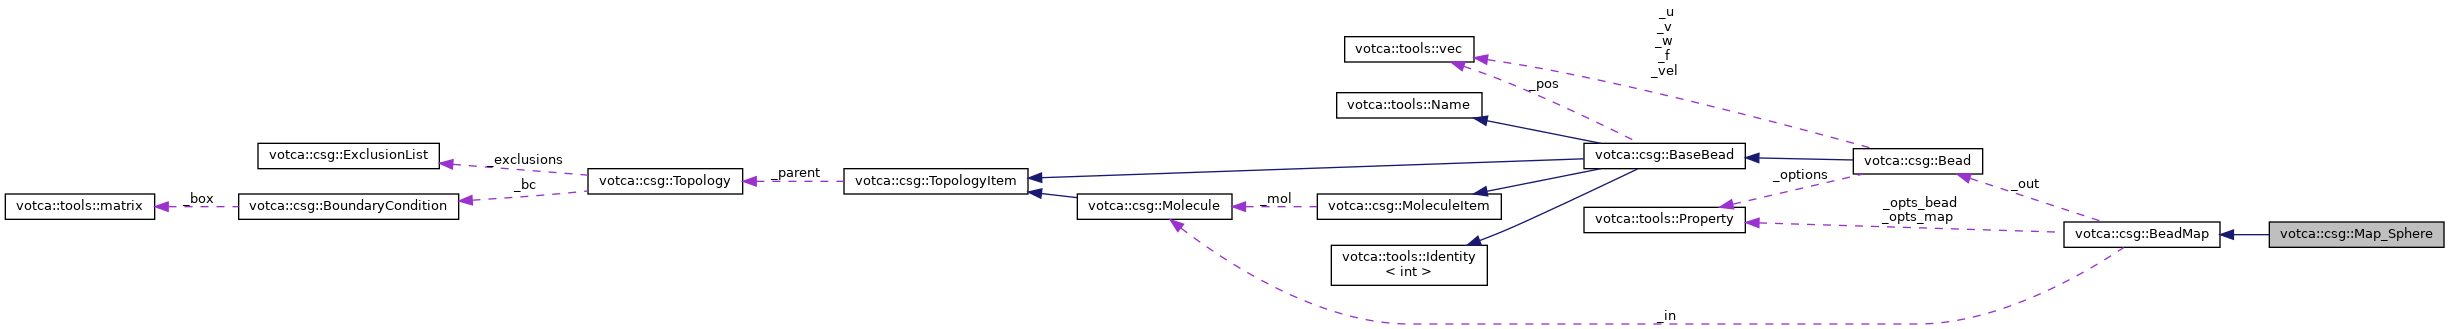 _u
_v
_w
_f
_vel
votca::tools::vec
_pos
votca::tools::Name
votca::csg::ExclusionList
_exclusions
votca::csg::BaseBead
votca::csg::Bead
votca::csg::Topology
_parent
votca::csg::TopologyItem
_options
_bc
_out
votca::tools::matrix
_box
votca::csg::BoundaryCondition
votca::csg::Molecule
_mol
votca::csg::MoleculeItem
_opts_bead
_opts_map
votca::tools::Property
votca::csg::BeadMap
votca::csg::Map_Sphere
votca::tools::Identity
< int >
_in